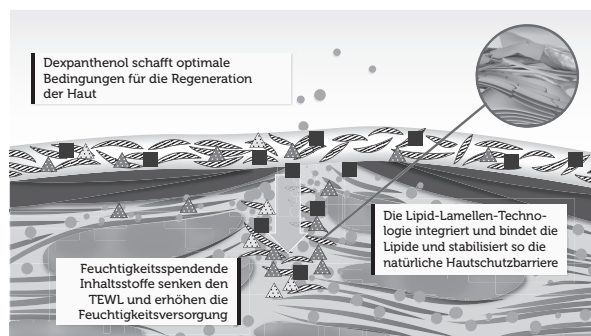 Dexpanthenol schafft optimale
Bedingungen für die Regeneration
der Haut
Die Lipid-Lamellen-Techno-
logie integriert und bindet die
Lipide und stabilisiert so die
natürliche Hautschutzbarriere
Feuchtigkeitsspendende
Inhaltsstoffe senken den
TEWL und erhöhen die
Feuchtigkeitsversorgung